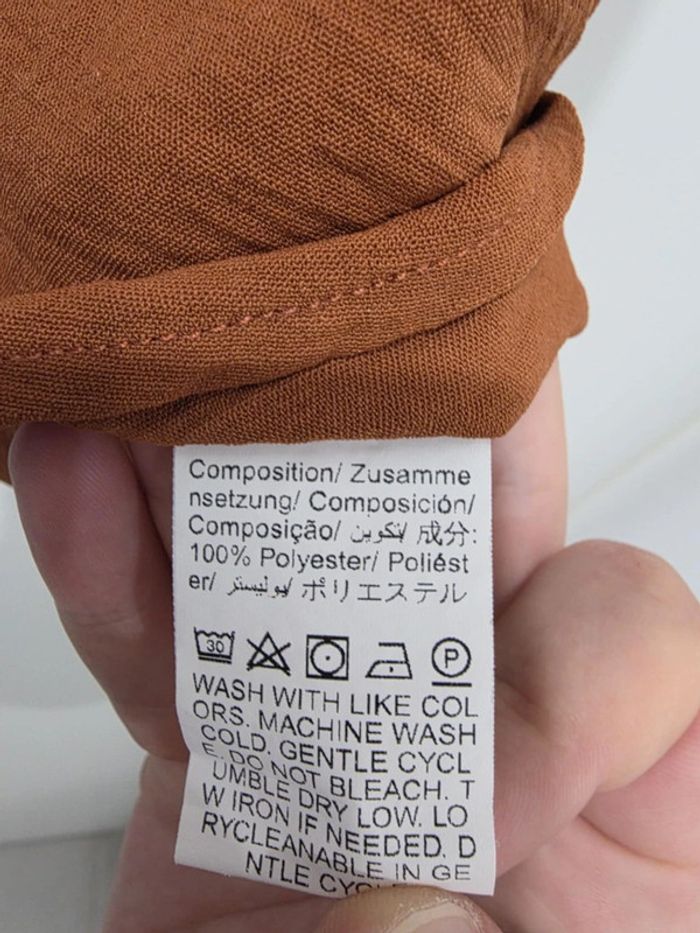 Composition/ Zusamme
nsetzung/ Composición/
Composição/ تكوين/ 成分:
100% Polyester/ Poliést
er/ بوليستر/ ポリエステル
30 P
WASH WITH LIKE COL
ORS. MACHINE WASH
COLD. GENTLE CYCL
E. DO NOT BLEACH. T
UMBLE DRY LOW. LO
W IRON IF NEEDED. D
RYCLEANABLE IN GE
NTLE